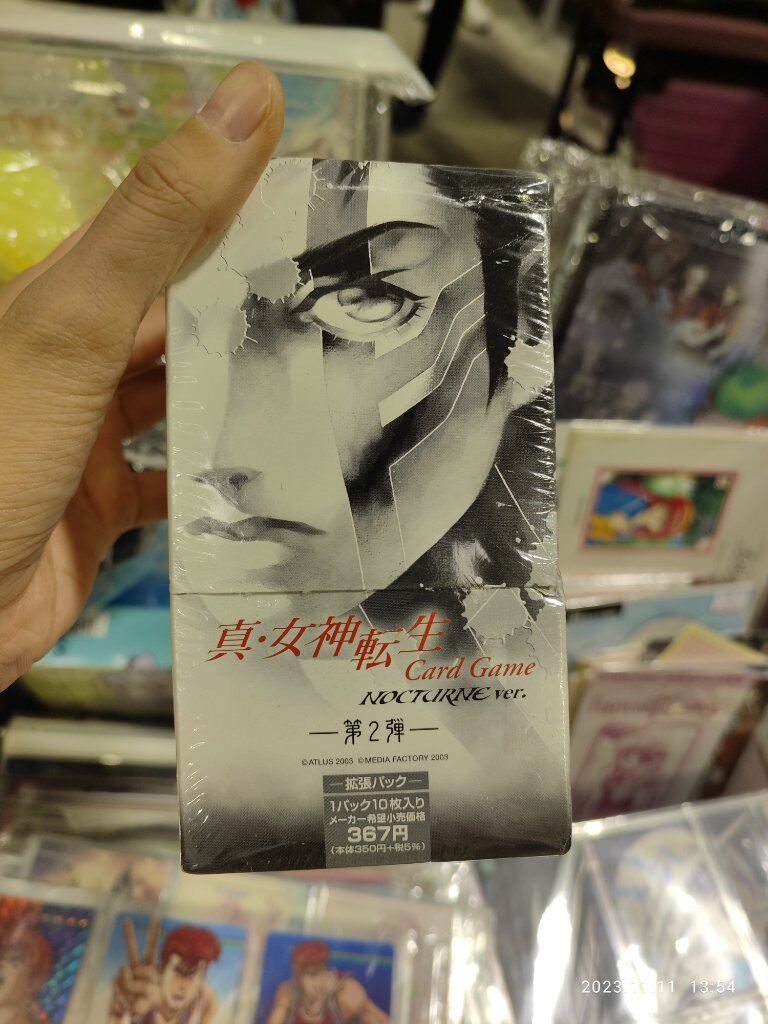 真・女神転生
Card Game
NOCTURNE ver.
第2弾
©ATLUS 2003 ©MEDIA FACTORY 2003
拡張パック
1パック10枚入り
メーカー希望小売価格
367円
(本体350円+税5%)
13:54